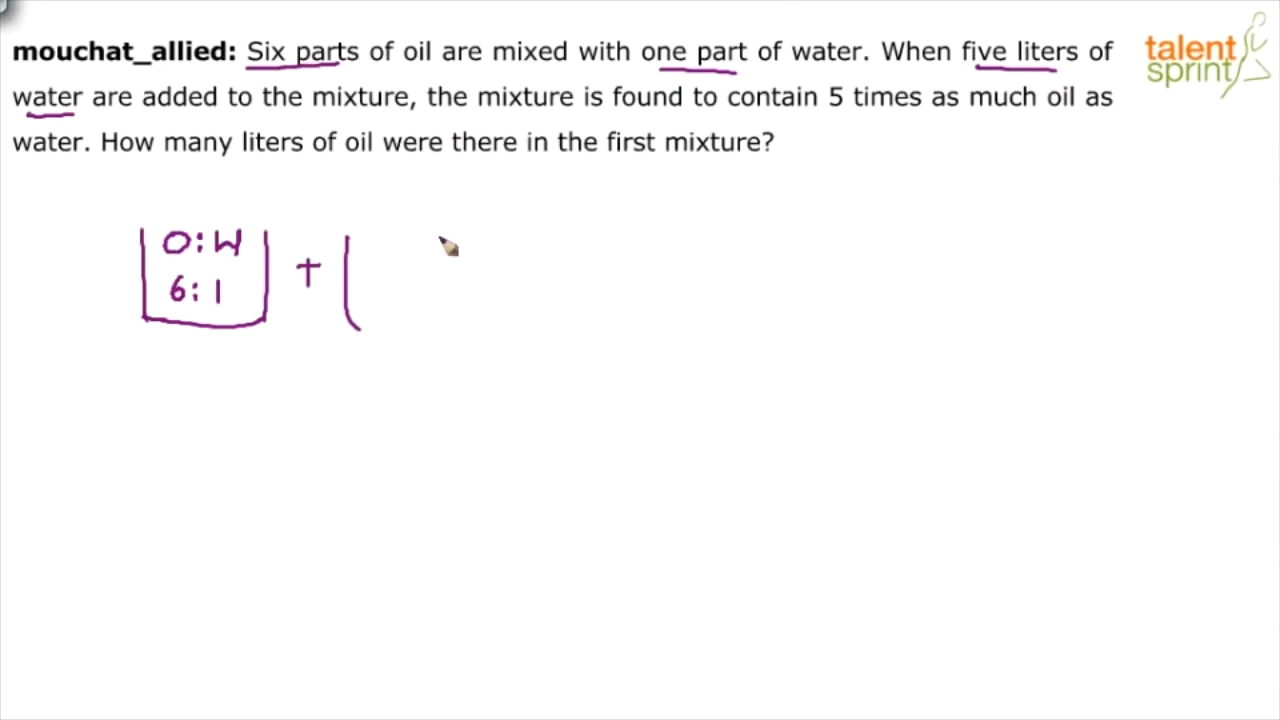 mouchat_allied: Six parts of oil are mixed with one part of water. When five liters of
water are added to the mixture, the mixture is found to contain 5 times as much oil as
water. How many liters of oil were there in the first mixture?
talent
sprint
O:W
+
6:1